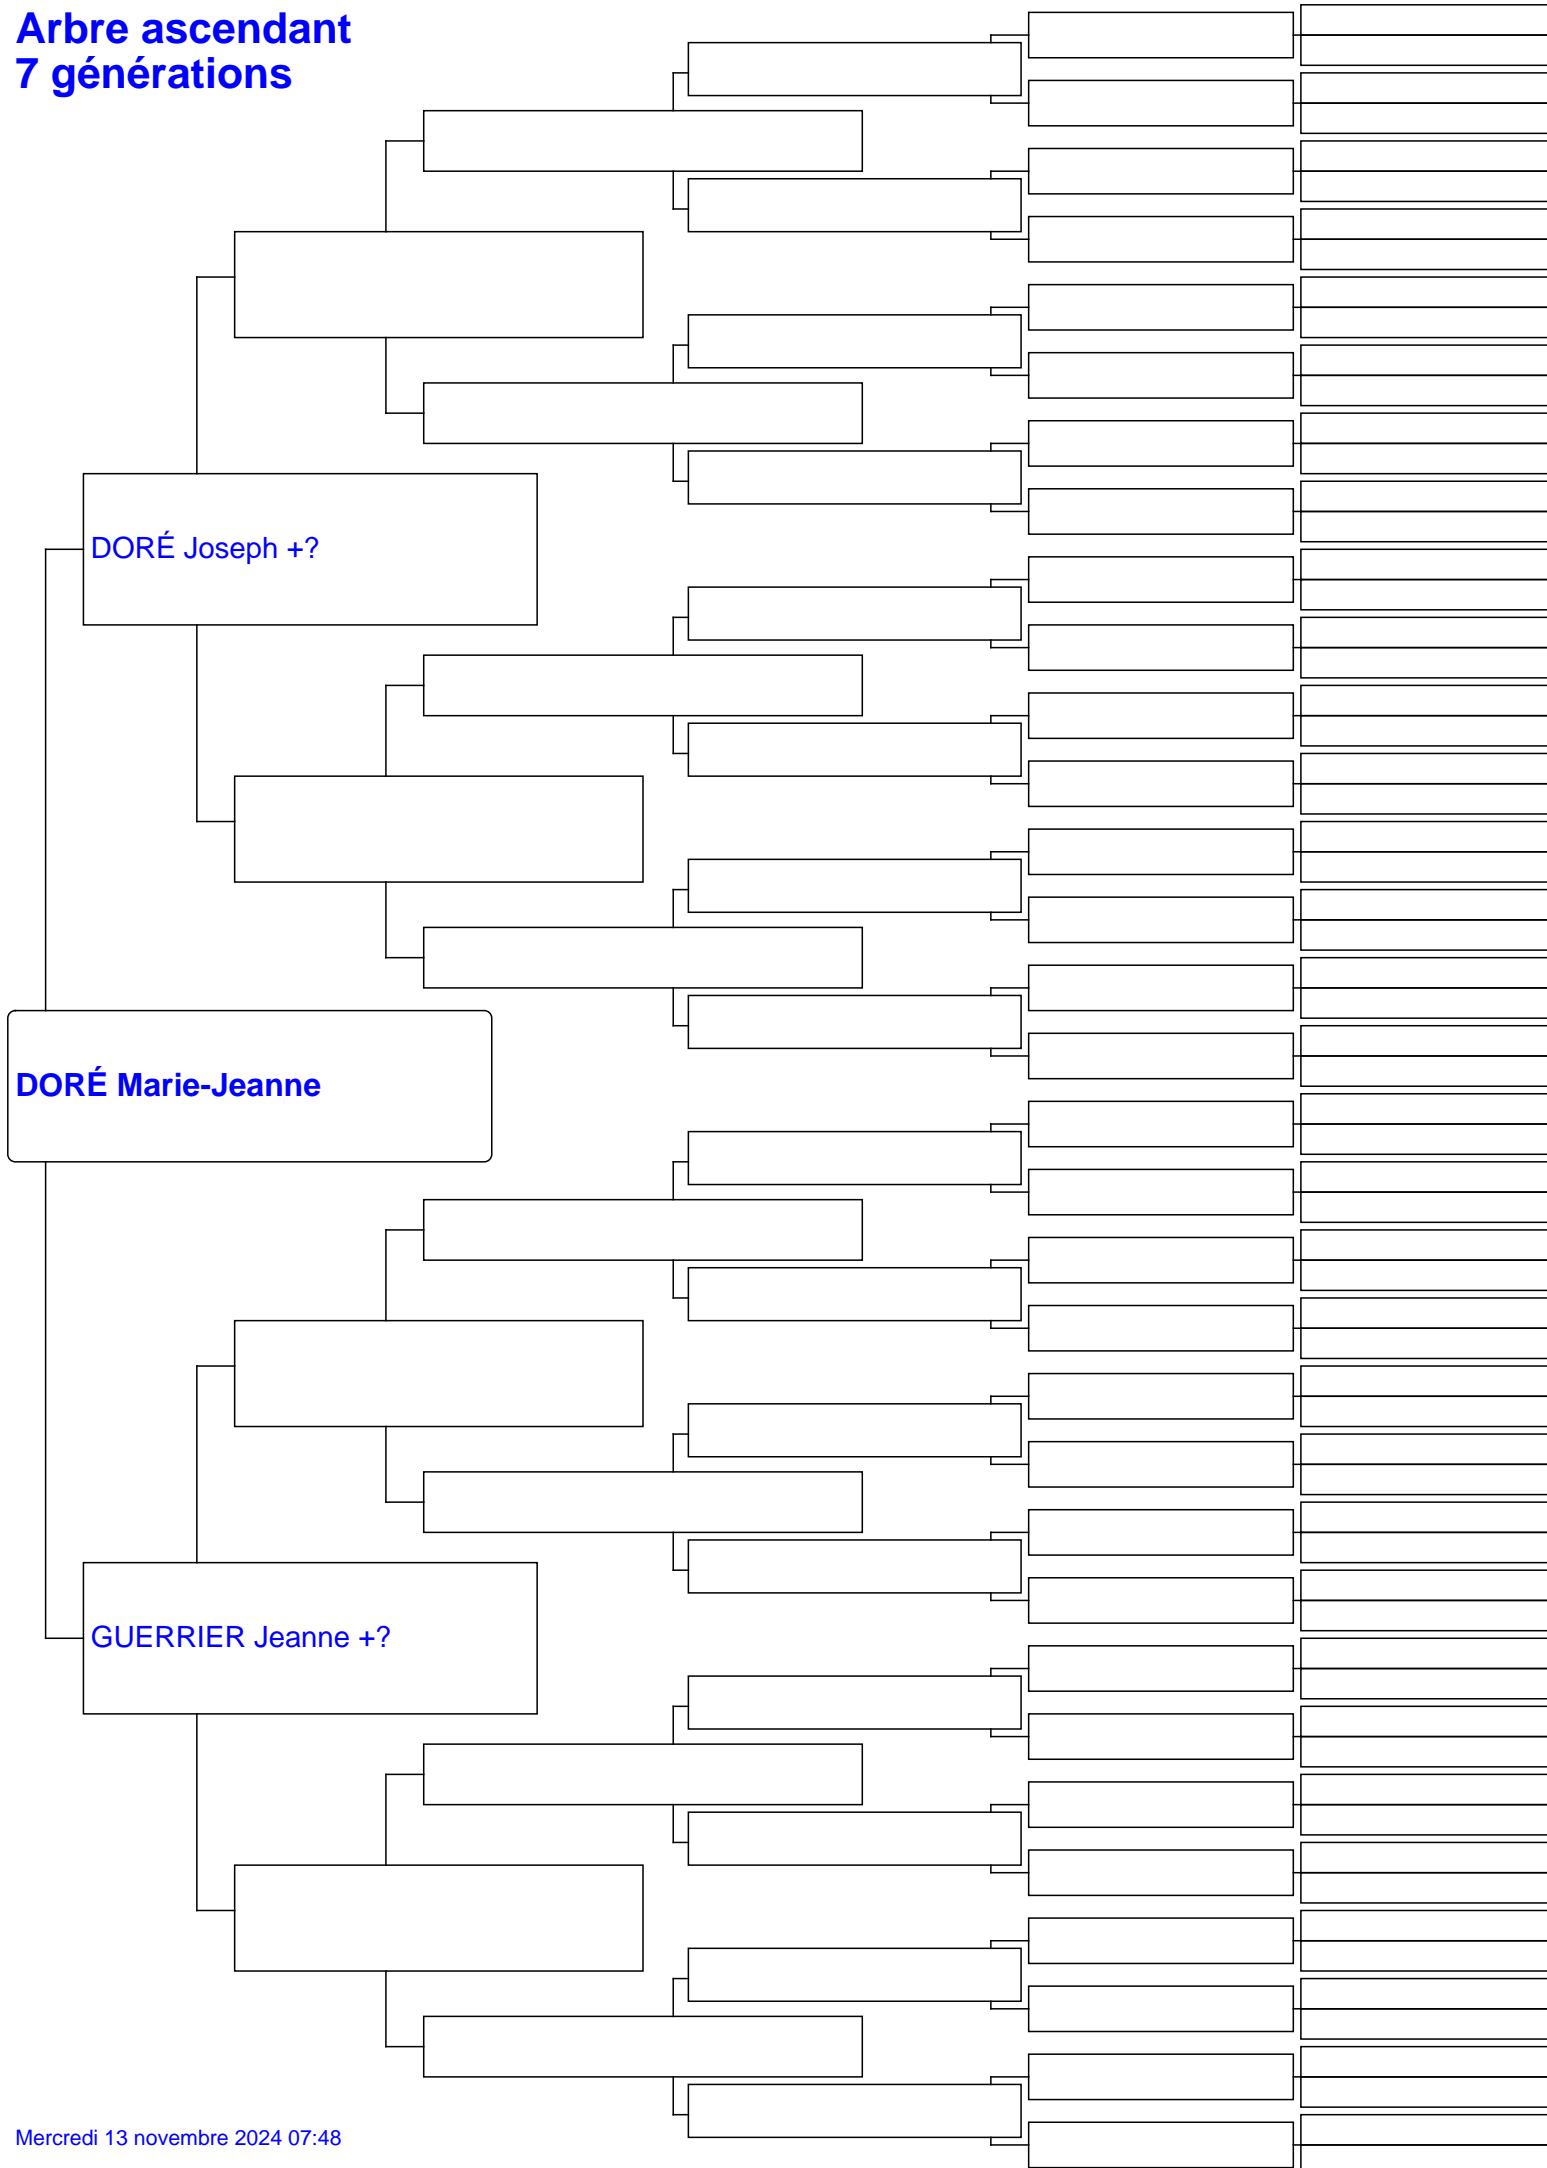 Arbre ascendant
7 générations
DORÉ Joseph +?
DORÉ Marie-Jeanne
GUERRIER Jeanne +?
Mercredi 13 novembre 2024 07:48